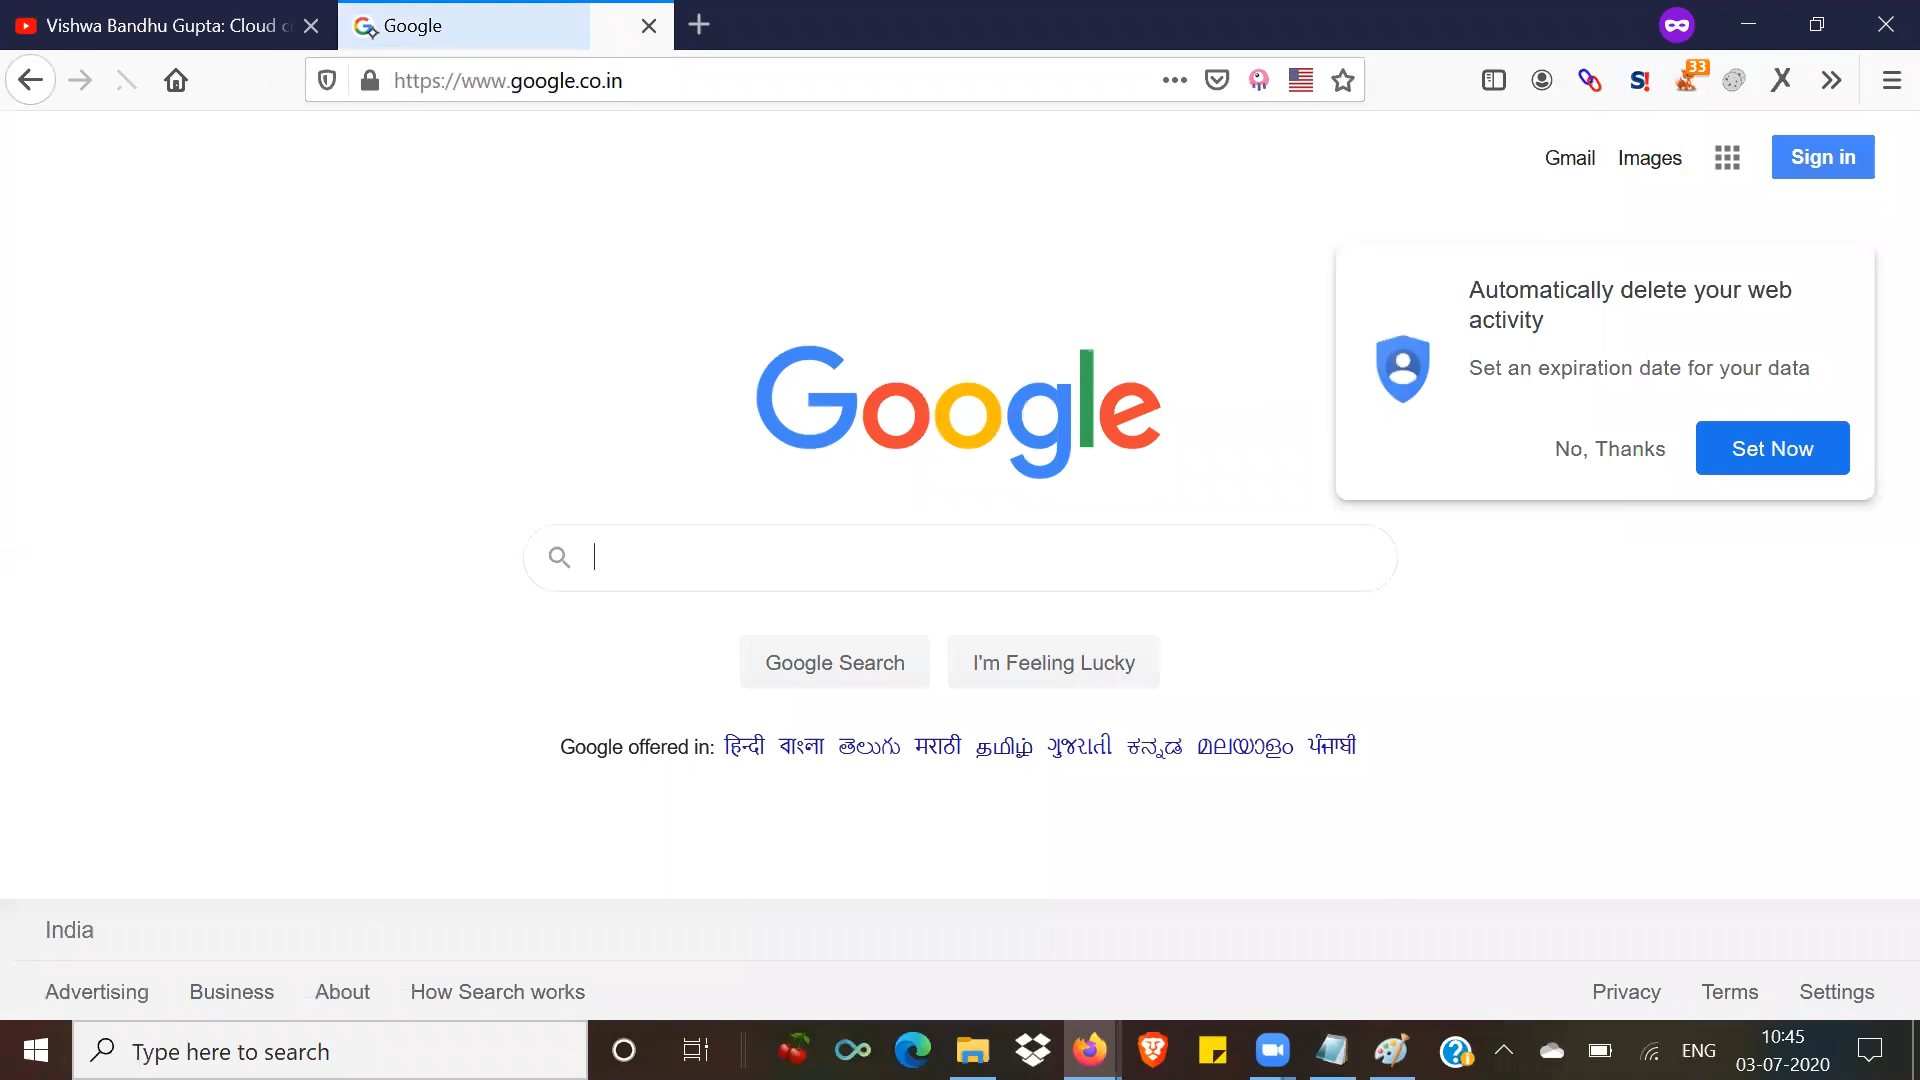 Vishwa Bandhu Gupta: Cloud c
Google
https://www.google.co.in
S!
33
Gmail Images Sign in
Automatically delete your web
activity
Set an expiration date for your data
No, Thanks Set Now
Google
Google Search I'm Feeling Lucky
Google offered in: हिन्दी বাংলা తెలుగు मराठी தமிழ் ગુજરાતી ಕನ್ನಡ മലയാളം ਪੰਜਾਬੀ
India
Advertising Business About How Search works Privacy Terms Settings
Type here to search
ENG
10:45
03-07-2020